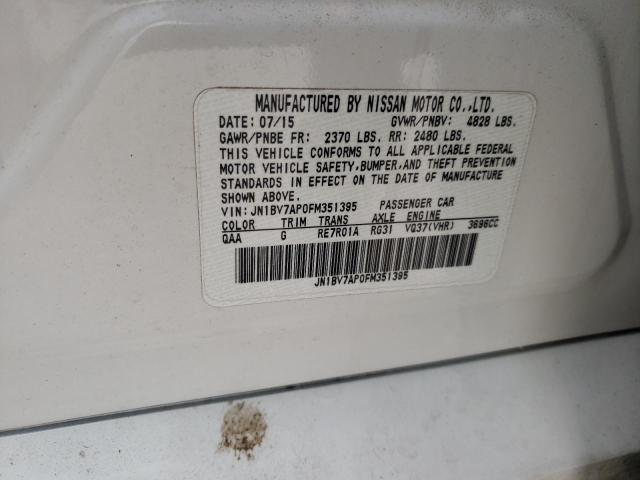 MANUFACTURED BY NISSAN MOTOR CO.,LTD.
DATE: 07/15 GVWR/PNBV: 4828 LBS.
GAWR/PNBE FR: 2370 LBS. RR: 2480 LBS.
THIS VEHICLE CONFORMS TO ALL APPLICABLE FEDERAL
MOTOR VEHICLE SAFETY,BUMPER,AND THEFT PREVENTION
STANDARDS IN EFFECT ON THE DATE OF MANUFACTURE
SHOWN ABOVE.
VIN: JN1BV7AP0FM351395 PASSENGER CAR
COLOR TRIM TRANS AXLE ENGINE
QAA G RE7R01A RG31 VQ37(VHR) 3696CC
JN1BV7AP0FM351395